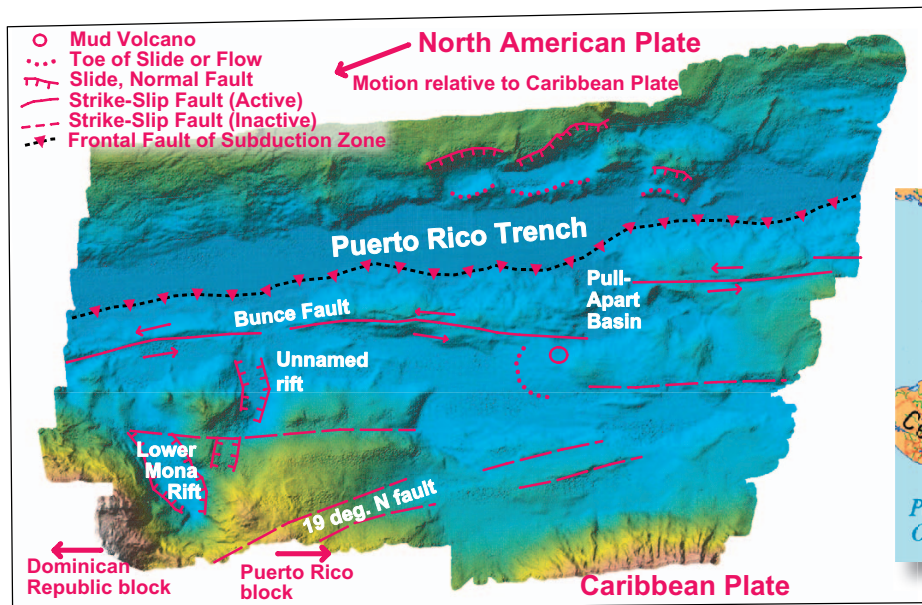 Mud Volcano
Toe of Slide or Flow
Slide, Normal Fault
Strike-Slip Fault (Active)
Strike-Slip Fault (Inactive)
Frontal Fault of Subduction Zone
North American Plate
Motion relative to Caribbean Plate
Puerto Rico Trench
Pull-
Apart
Basin
Bunce Fault
Unnamed
rift
Lower
Mona
Rift
19 deg. N fault
Dominican
Republic block
Puerto Rico
block
Caribbean Plate